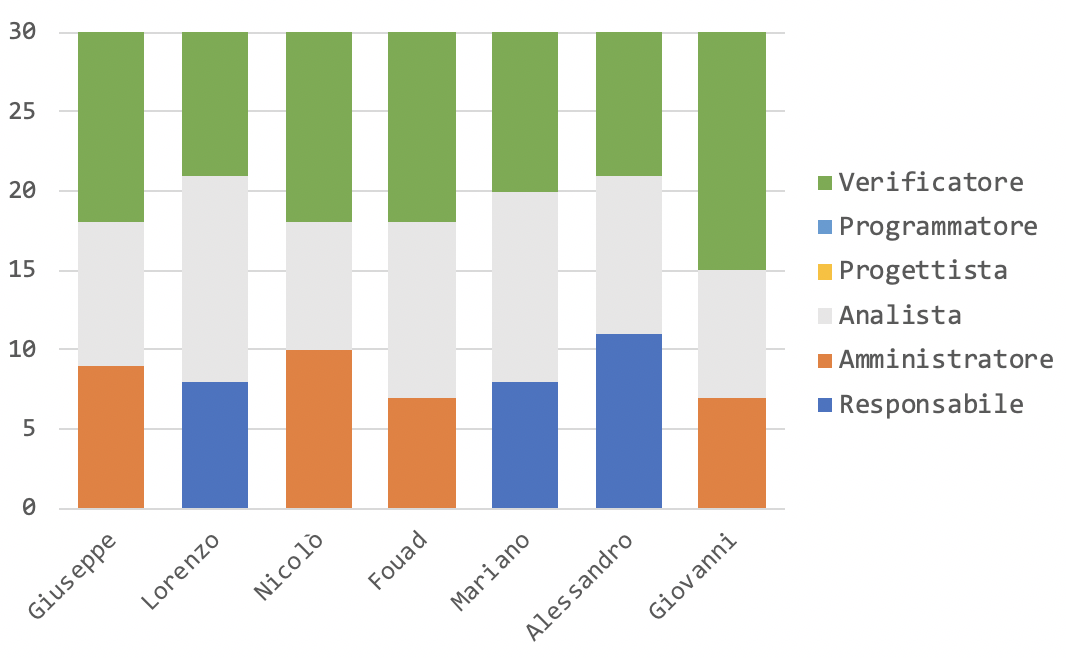 30
25
20
15
10
5
0
Giuseppe
Lorenzo
Nicolò
Fouad
Mariano
Alessandro
Giovanni
Verificatore
Programmatore
Progettista
Analista
Amministratore
Responsabile